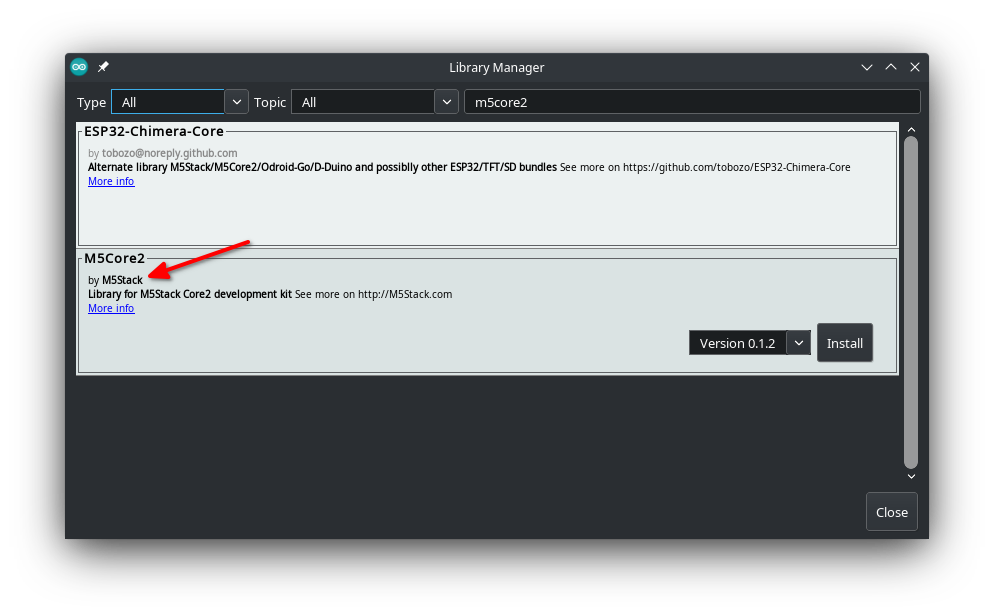 Library Manager
Type All Topic All m5core2
ESP32-Chimera-Core
by tobozo@noreply.github.com
Alternate library M5Stack/M5Core2/Odroid-Go/D-Duino and possiblly other ESP32/TFT/SD bundles See more on https://github.com/tobozo/ESP32-Chimera-Core
More info
M5Core2
by M5Stack
Library for M5Stack Core2 development kit See more on http://M5Stack.com
More info
Version 0.1.2 Install
Close